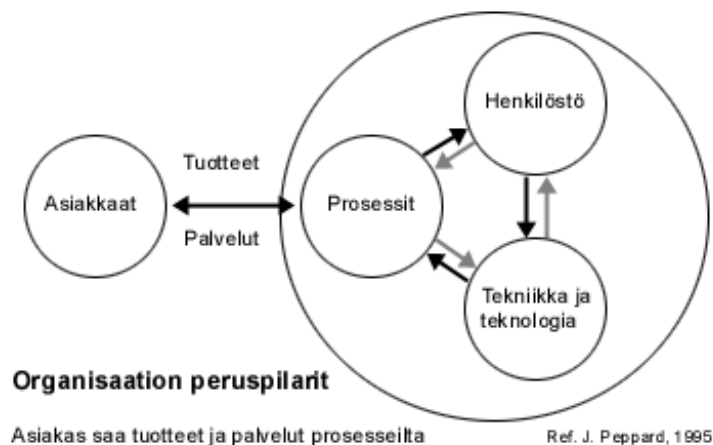 Henkilöstö
Tuotteet
Asiakkaat
Prosessit
Palvelut
Tekniikka ja
teknologia
Organisaation peruspilarit
Asiakas saa tuotteet ja palvelut prosesseilta
Ref. J. Peppard, 1995